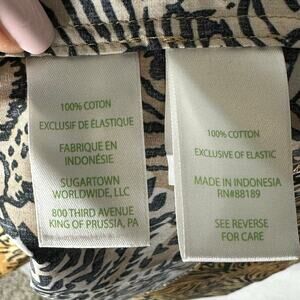 100% COTON
EXCLUSIF DE ÉLASTIQUE
FABRIQUE EN
INDONÉSIE
SUGARTOWN
WORLDWIDE, LLC
800 THIRD AVENUE
KING OF PRUSSIA, PA
100% COTTON
EXCLUSIVE OF ELASTIC
MADE IN INDONESIA
RN#88189
SEE REVERSE
FOR CARE